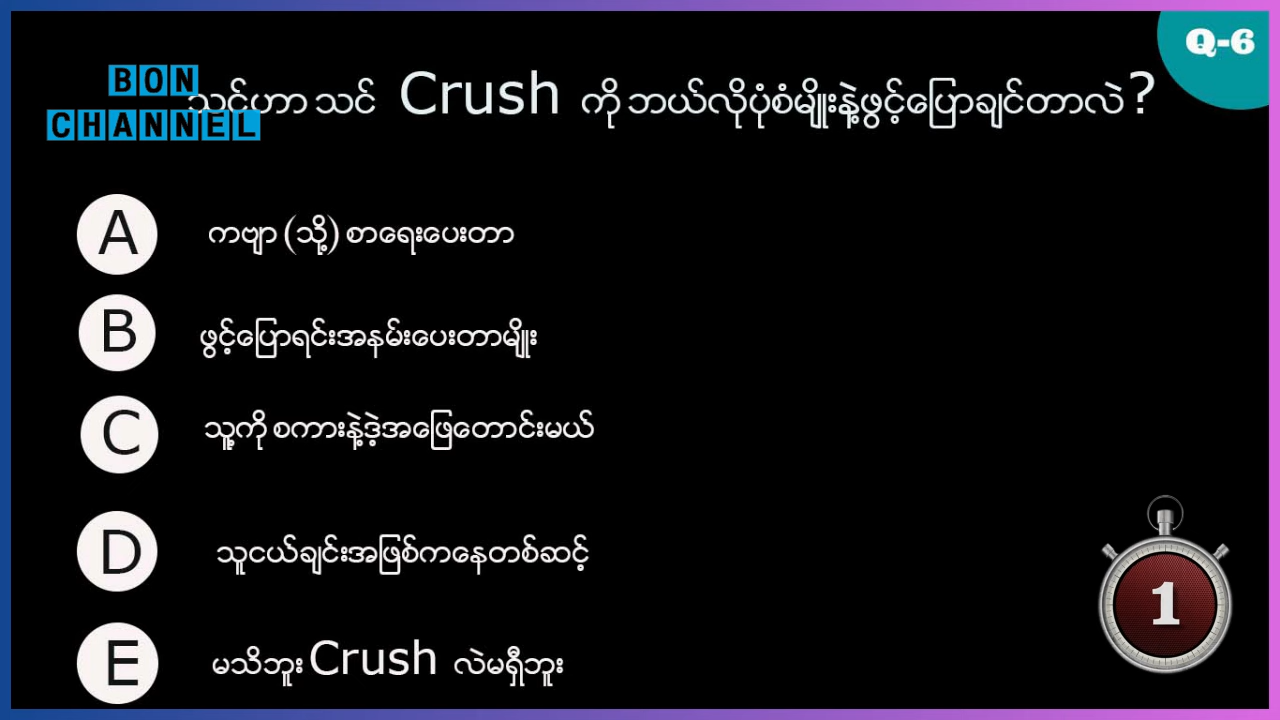 Q-6
BON
CHANNEL
သင်ဟာ သင် Crush ကို ဘယ်လိုပုံစံမျိုးနဲ့ဖွင့်ပြောချင်တာလဲ?
A ကဗျာ (သို့) စာရေးပေးတာ
B ဖွင့်ပြောရင်းအနမ်းပေးတာမျိုး
C သူ့ကို စကားနဲ့ဒဲ့အဖြေတောင်းမယ်
D သူငယ်ချင်းအဖြစ်ကနေတစ်ဆင့်
E မသိဘူး Crush လဲမရှီဘူး
1